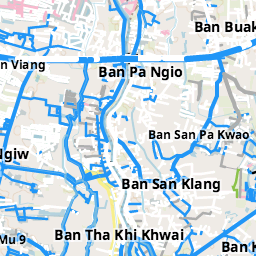 Ban Buak
n Viang
Ban Pa Ngio
Ban San Pa Kwao
Ngiw
Ban San Klang
Ban Tha Khi Khwai
Mu 9
Ban K